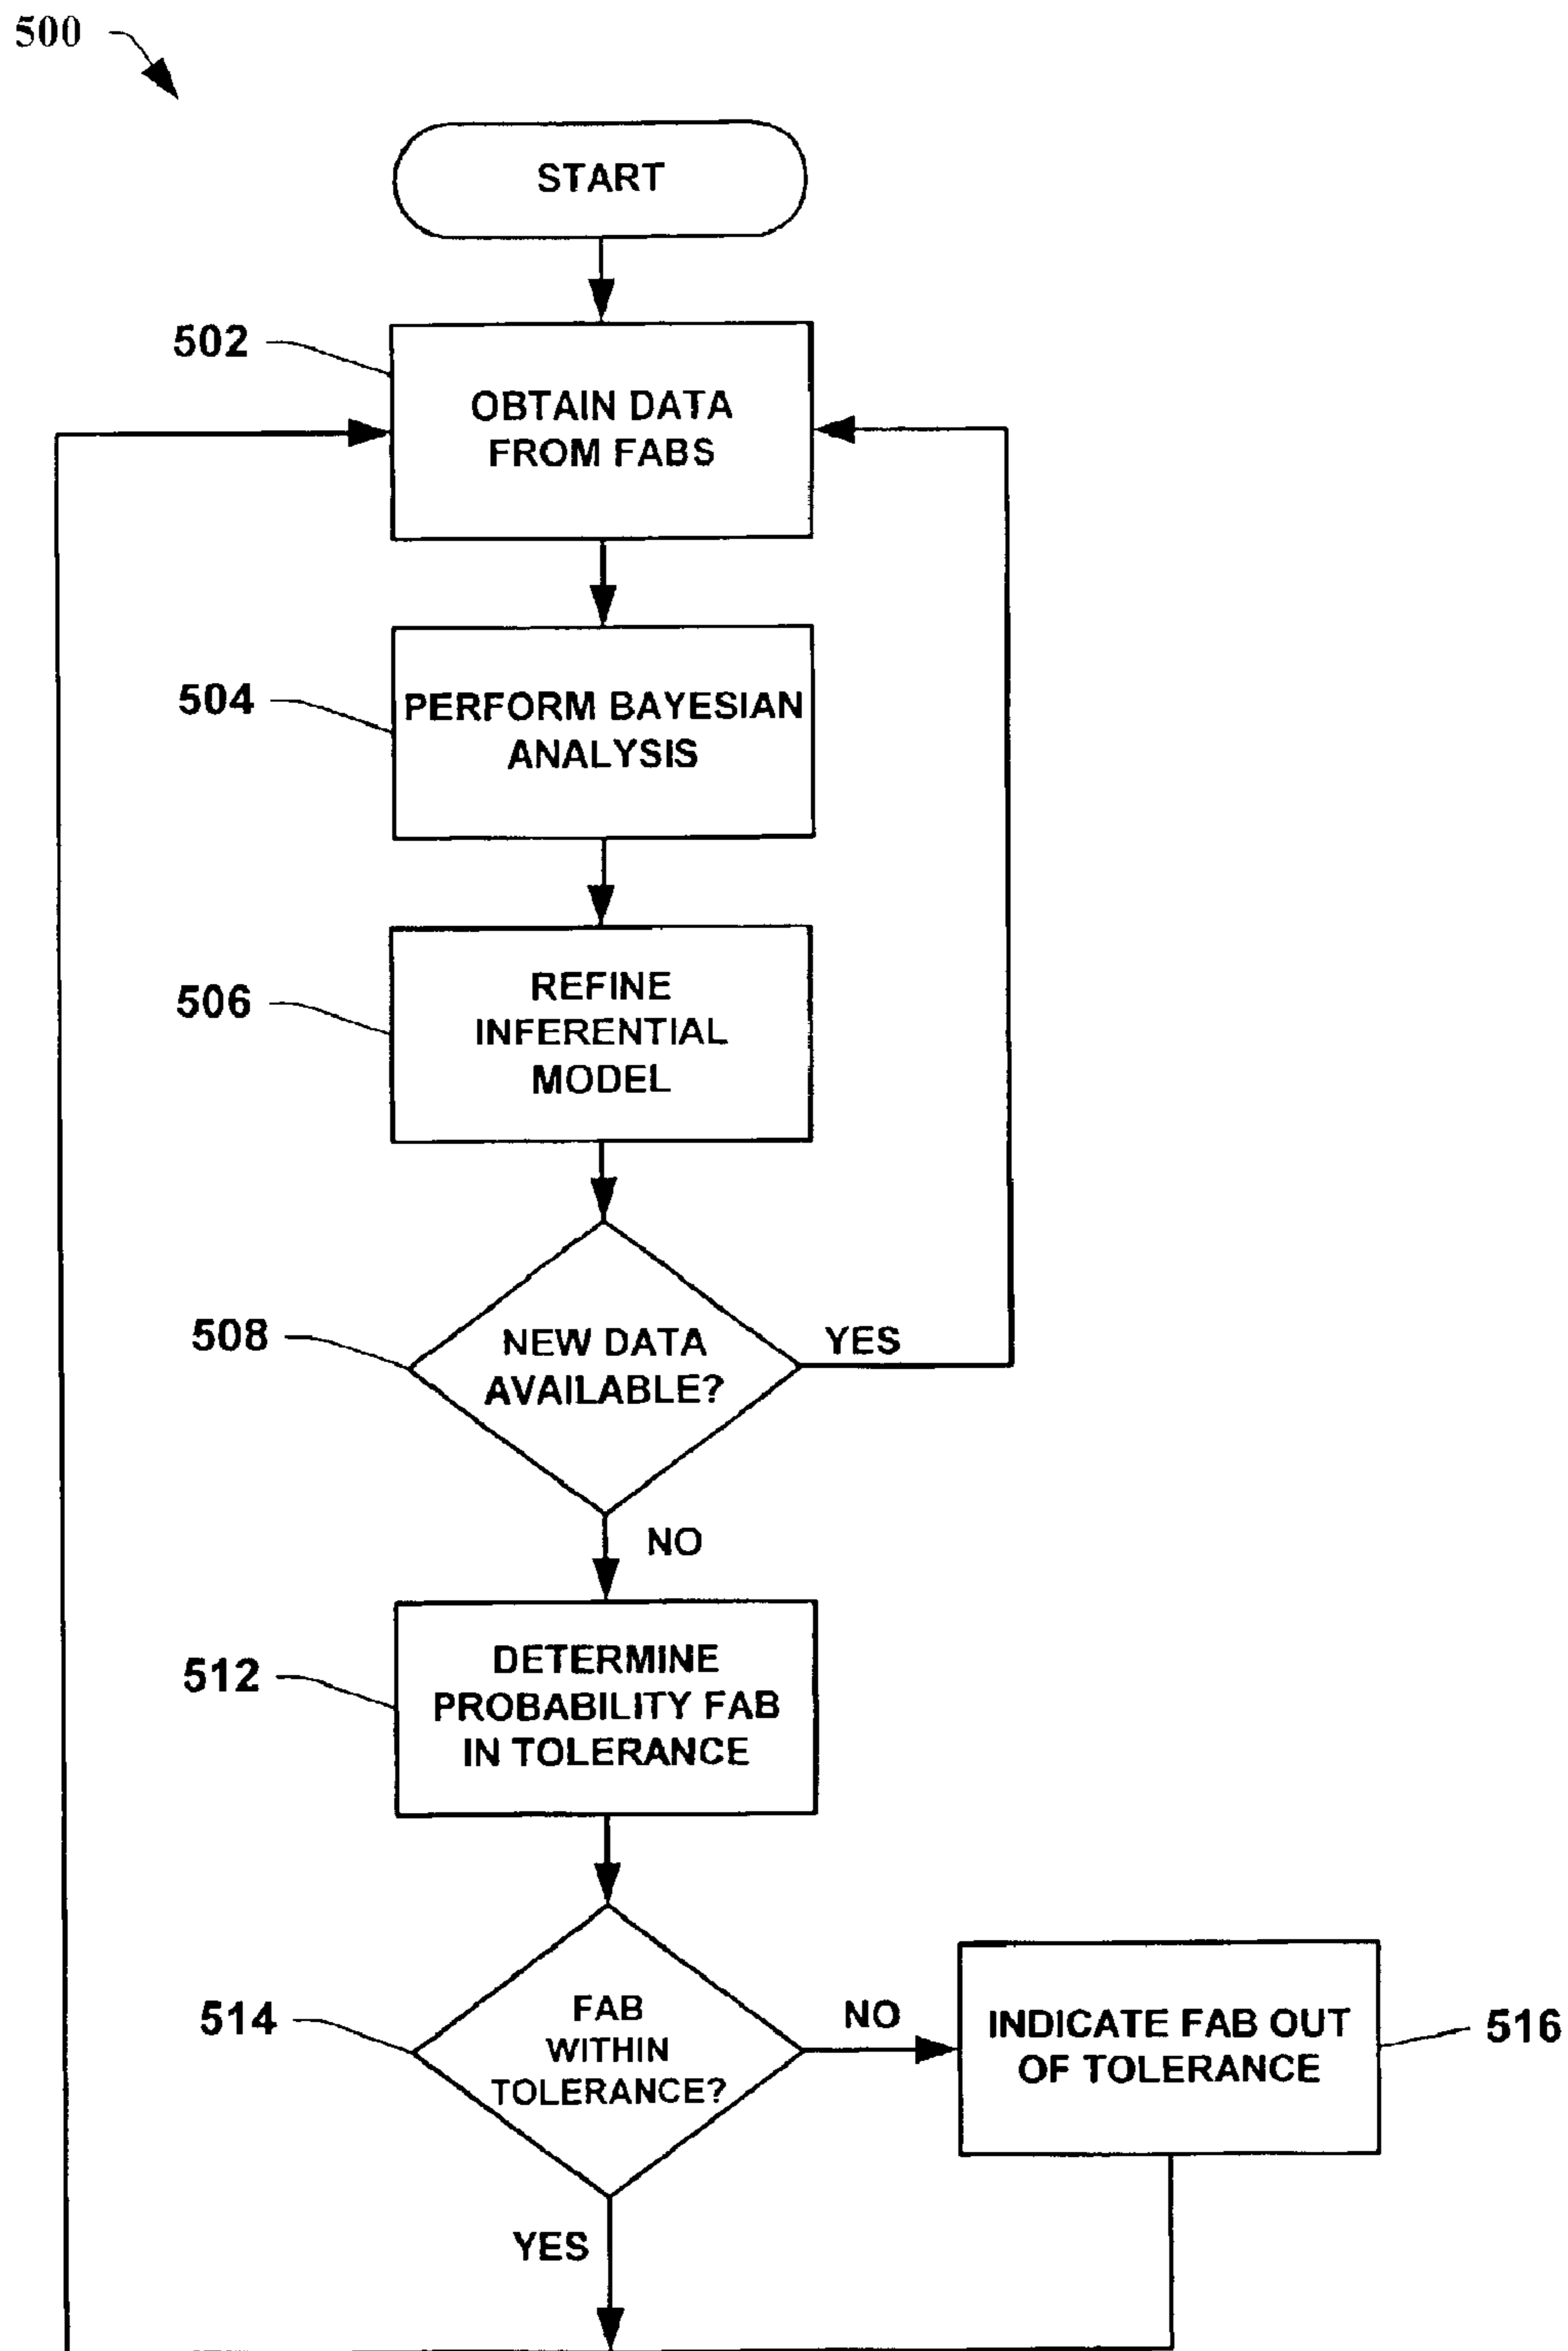 500
START
502
OBTAIN DATA
FROM FABS
504
PERFORM BAYESIAN
ANALYSIS
506
REFINE
INFERENTIAL
MODEL
508
NEW DATA
AVAILABLE?
YES
NO
512
DETERMINE
PROBABILITY FAB
IN TOLERANCE
514
FAB
WITHIN
TOLERANCE?
NO
INDICATE FAB OUT
OF TOLERANCE
516
YES